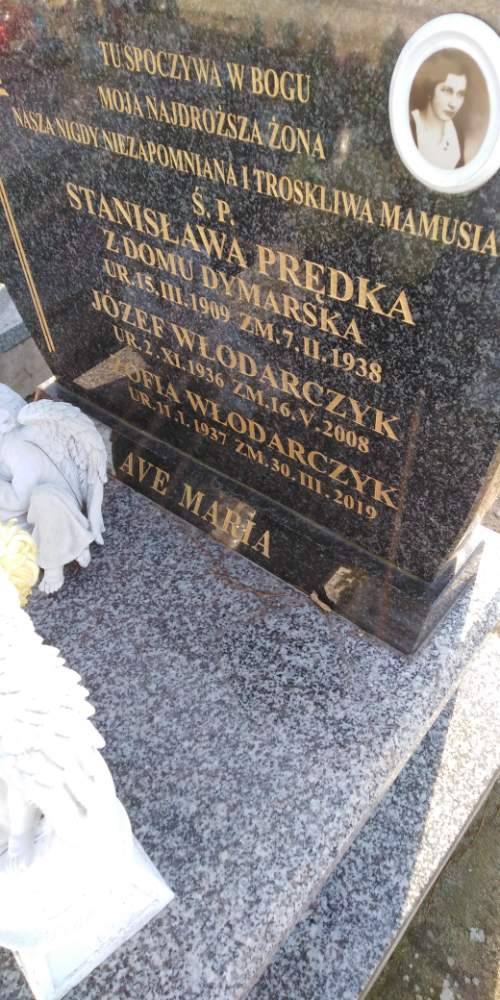 TU SPOCZYWA W BOGU
MOJA NAJDROŻSZA ŻONA
NASZA NIGDY NIEZAPOMNIANA I TROSKLIWA MAMUSIA
Ś. P.
STANISŁAWA PRĘDKA
Z DOMU DYMARSKA
UR.15.III.1909 ZM.7.II.1938
JÓZEF WŁODARCZYK
UR.2.XI.1936 ZM.16.V.2008
ZOFIA WŁODARCZYK
UR.11.I.1937 ZM.30.III.2019
AVE MARIA